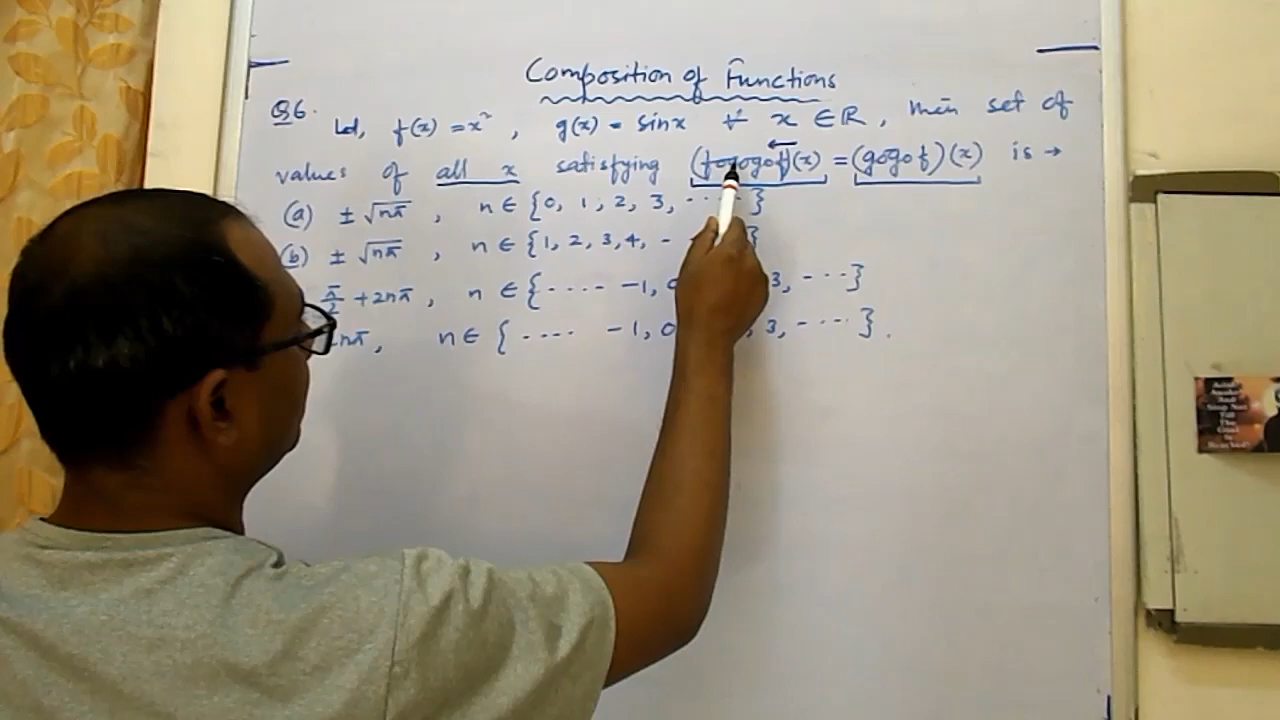 Composition of Functions
Q6. Let, f(x) = x², g(x) = sinx ∀ x ∈ ℝ, then set of
values of all x satisfying (fogogof)(x) = (gogof)(x) is →
(a) ± √nπ , n ∈ {0, 1, 2, 3, ... }
(b) ± √nπ , n ∈ {1, 2, 3, 4, - }
π/2 + 2nπ , n ∈ {.... -1, 3, - ...}
nπ, n ∈ { .... -1, 0 , 3, - ... }.